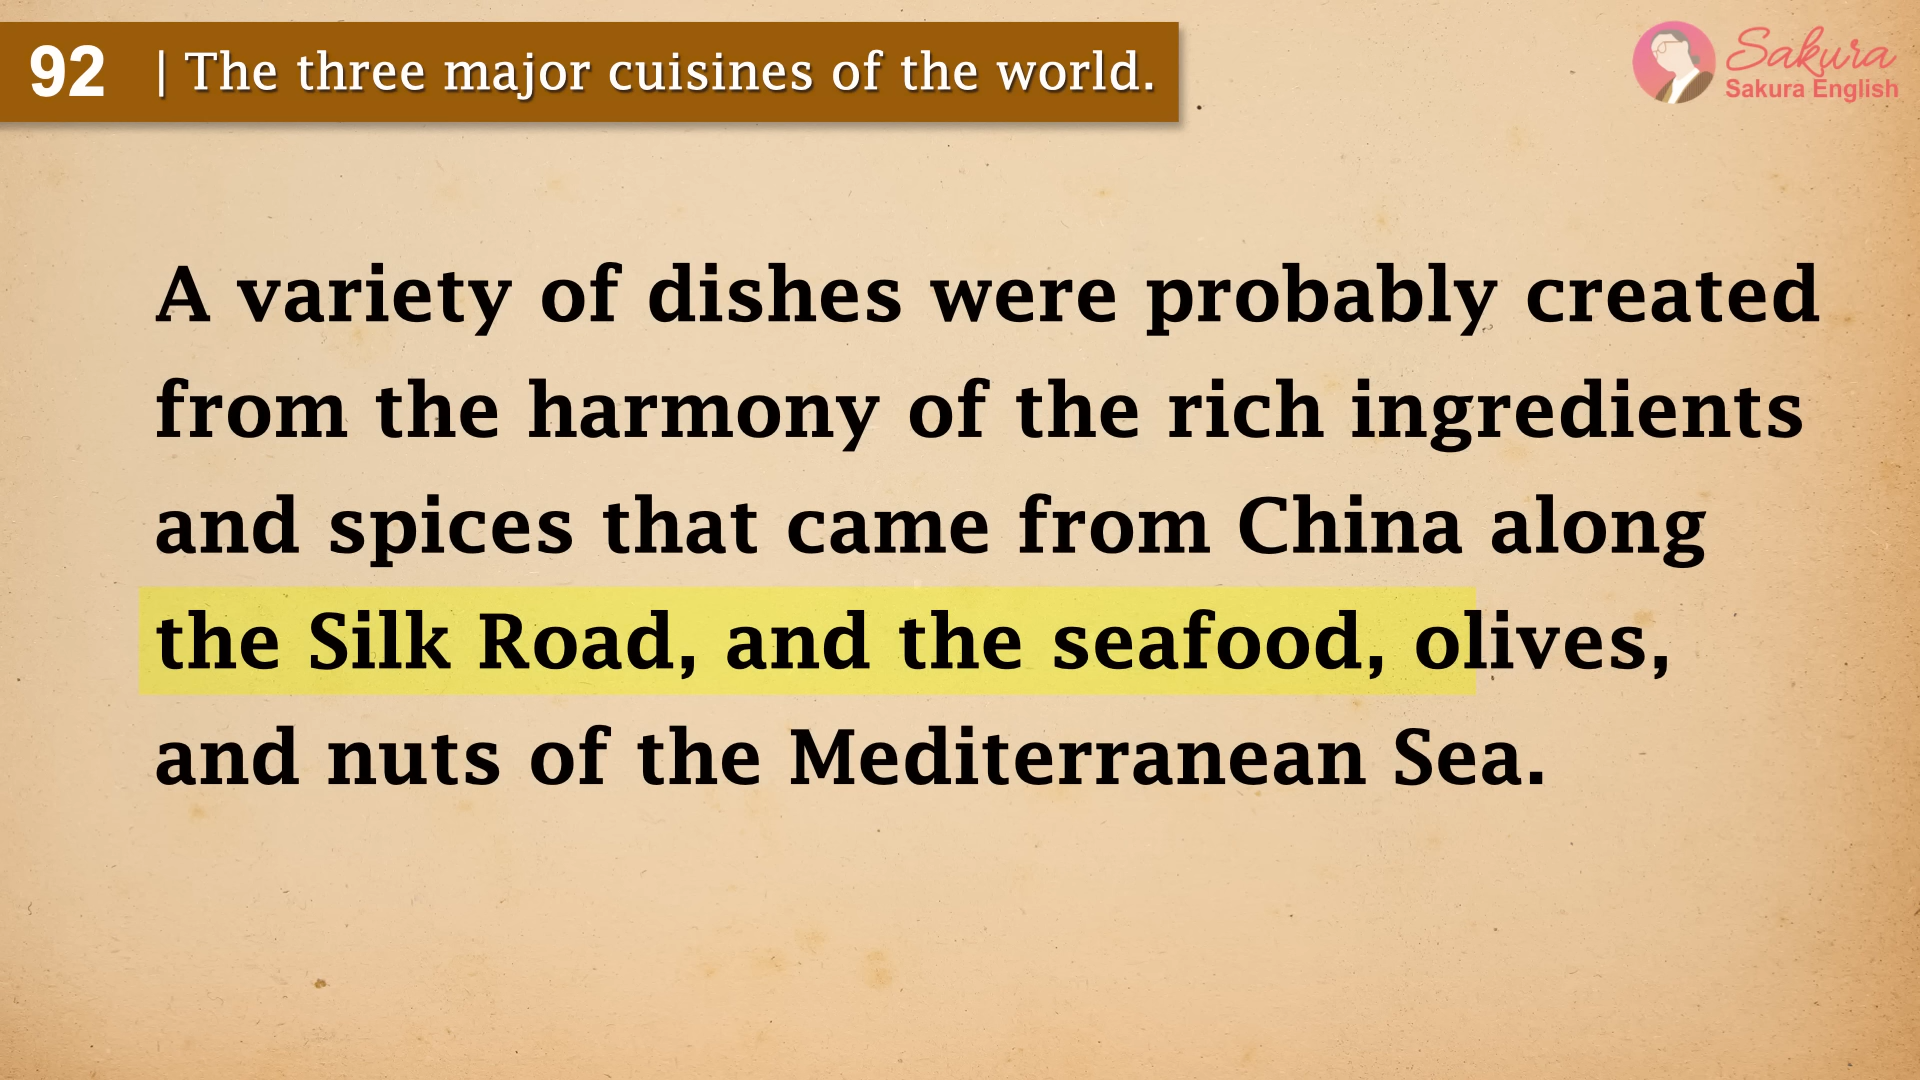 92 | The three major cuisines of the world.
Sakura
Sakura English
A variety of dishes were probably created
from the harmony of the rich ingredients
and spices that came from China along
the Silk Road, and the seafood, olives,
and nuts of the Mediterranean Sea.